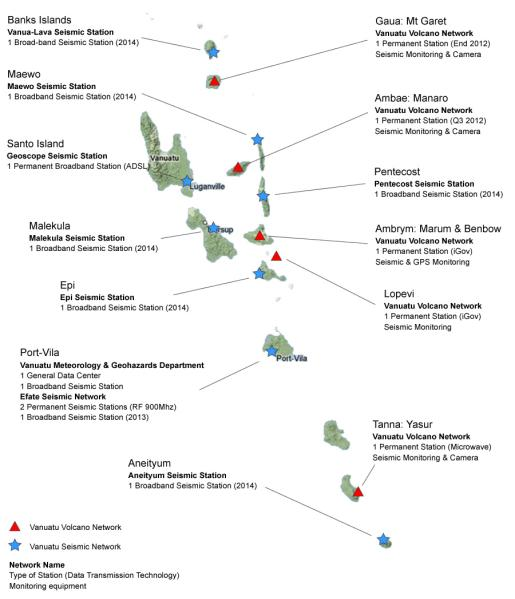 Banks Islands
Vanua-Lava Seismic Station
1 Broad-band Seismic Station (2014)
Gaua: Mt Garet
Vanuatu Volcano Network
1 Permanent Station (End 2012)
Seismic Monitoring & Camera
Maewo
Maewo Seismic Station
1 Broadband Seismic Station (2014)
Ambae: Manaro
Vanuatu Volcano Network
1 Permanent Station (Q3 2012)
Seismic Monitoring & Camera
Santo Island
Geoscope Seismic Station
1 Permanent Broadband Station (ADSL)
Vanuatu
Luganville
Pentecost
Pentecost Seismic Station
1 Broadband Seismic Station (2014)
Malekula
Malekula Seismic Station
1 Broadband Seismic Station (2014)
Ambrym: Marum & Benbow
Vanuatu Volcano Network
1 Permanent Station (iGov)
Seismic & GPS Monitoring
Epi
Epi Seismic Station
1 Broadband Seismic Station (2014)
Lopevi
Vanuatu Volcano Network
1 Permanent Station (iGov)
Seismic Monitoring
Port-Vila
Vanuatu Meteorology & Geohazards Department
1 General Data Center
1 Broadband Seismic Station
Efate Seismic Network
2 Permanent Seismic Stations (RF 900Mhz)
1 Broadband Seismic Station (2013)
Port-Vila
Tanna: Yasur
Vanuatu Volcano Network
1 Permanent Station (Microwave)
Seismic Monitoring & Camera
Aneityum
Aneityum Seismic Station
1 Broadband Seismic Station (2014)
Vanuatu Volcano Network
Vanuatu Seismic Network
Network Name
Type of Station (Data Transmission Technology)
Monitoring equipment